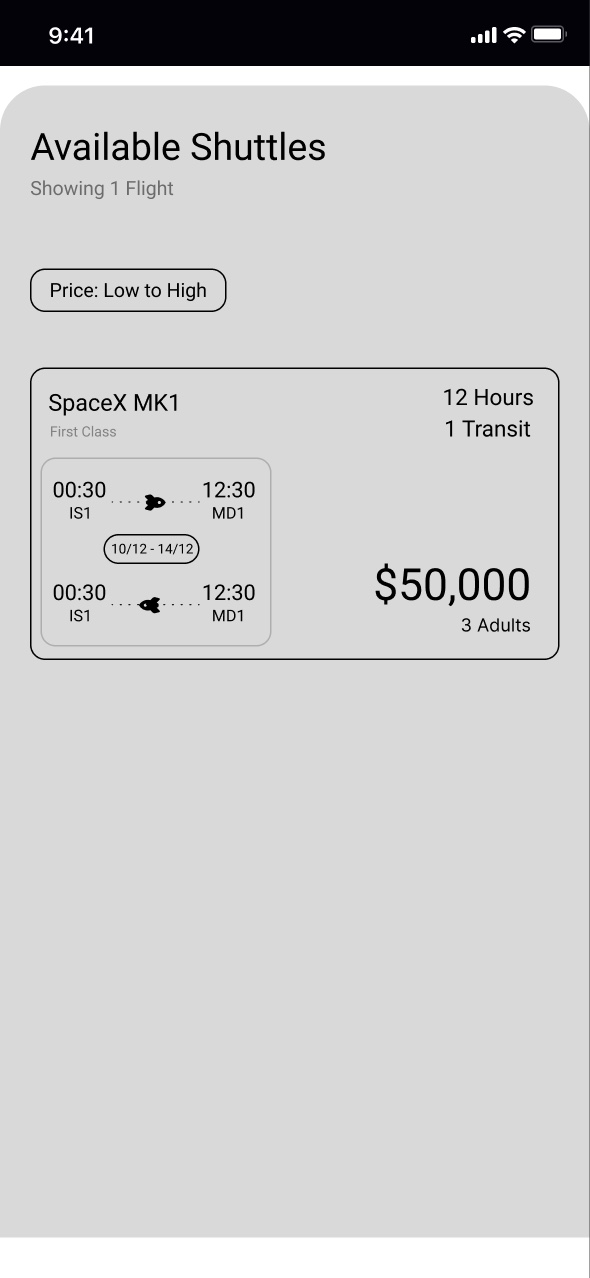 9:41
Available Shuttles
Showing 1 Flight
Price: Low to High
SpaceX MK1
First Class
12 Hours
1 Transit
00:30 12:30
IS1 MD1
10/12 - 14/12
00:30 12:30
IS1 MD1
$50,000
3 Adults